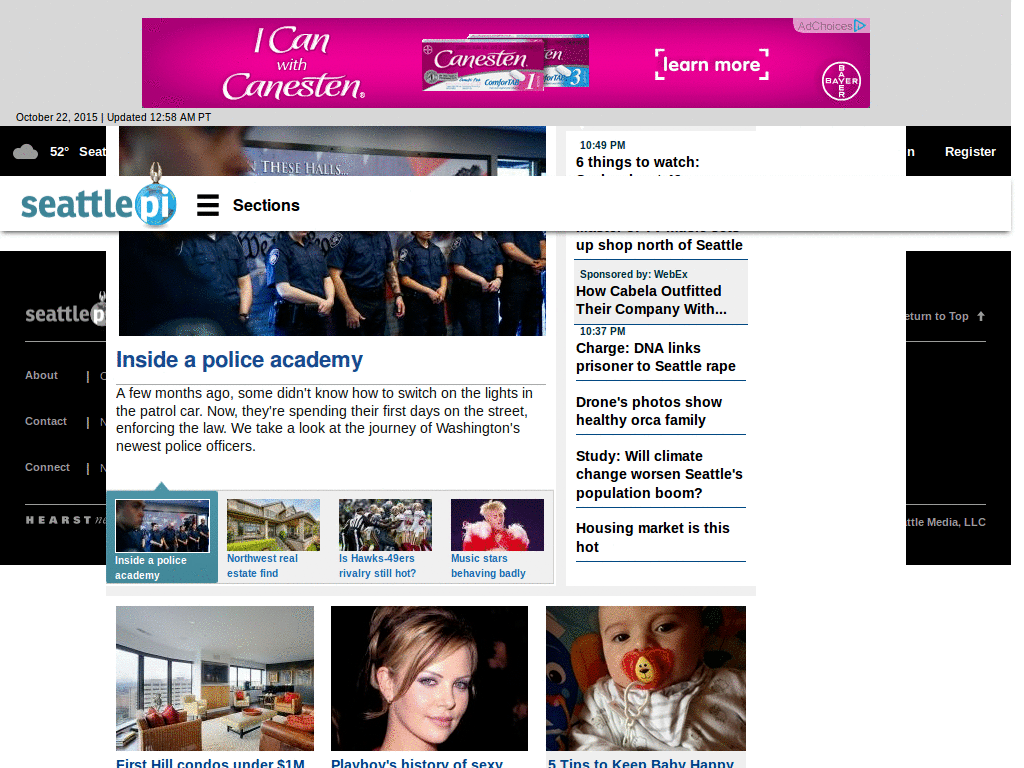 AdChoices
I Can
with
Canesten®
Canesten
ComforTAB
1
en
ComforTAB
3
learn more
BAYER
BAYER
October 22, 2015 | Updated 12:58 AM PT
52° Seat
THESE HALLS...
10:49 PM
6 things to watch:
n
Register
seattlepi
Sections
up shop north of Seattle
Sponsored by: WebEx
How Cabela Outfitted
Their Company With...
10:37 PM
Charge: DNA links
prisoner to Seattle rape
Drone's photos show
healthy orca family
Study: Will climate
change worsen Seattle's
population boom?
Housing market is this
hot
seattlep
eturn to Top
About |
Contact | N
Connect | N
HEARST ne
ttle Media, LLC
Inside a police academy
A few months ago, some didn't know how to switch on the lights in
the patrol car. Now, they're spending their first days on the street,
enforcing the law. We take a look at the journey of Washington's
newest police officers.
Inside a police
academy
Northwest real
estate find
Is Hawks-49ers
rivalry still hot?
Music stars
behaving badly
First Hill condos under $1M
Playboy's history of sexy
5 Tips to Keep Baby Happy